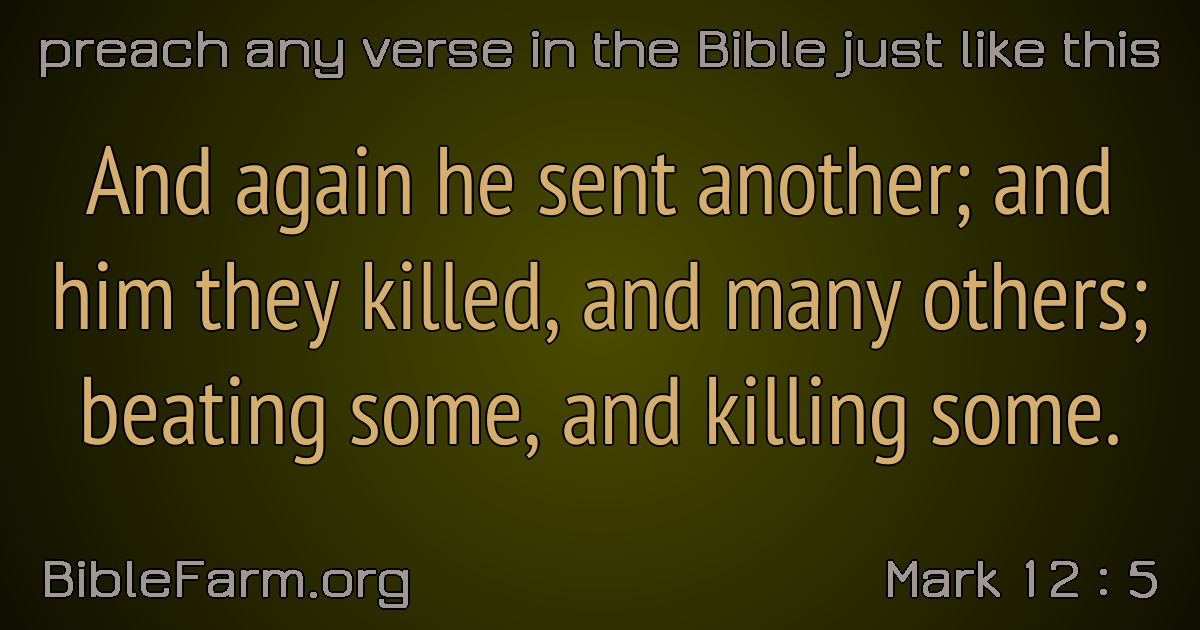 preach any verse in the Bible just like this
And again he sent another; and
him they killed, and many others;
beating some, and killing some.
BibleFarm.org
Mark 12 : 5